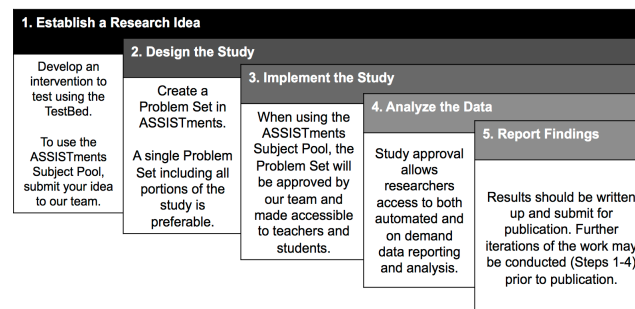 1. Establish a Research Idea
Develop an
intervention to
test using the
TestBed.
To use the
ASSISTments
Subject Pool,
submit your idea
to our team.
2. Design the Study
Create a
Problem Set in
ASSISTments.
A single Problem
Set including all
portions of the
study is
preferable.
3. Implement the Study
When using the
ASSISTments
Subject Pool, the
Problem Set will
be approved by
our team and
made accessible
to teachers and
students.
4. Analyze the Data
Study approval
allows
researchers
access to both
automated and
on demand
data reporting
and analysis.
5. Report Findings
Results should be written
up and submit for
publication. Further
iterations of the work may
be conducted (Steps 1-4)
prior to publication.